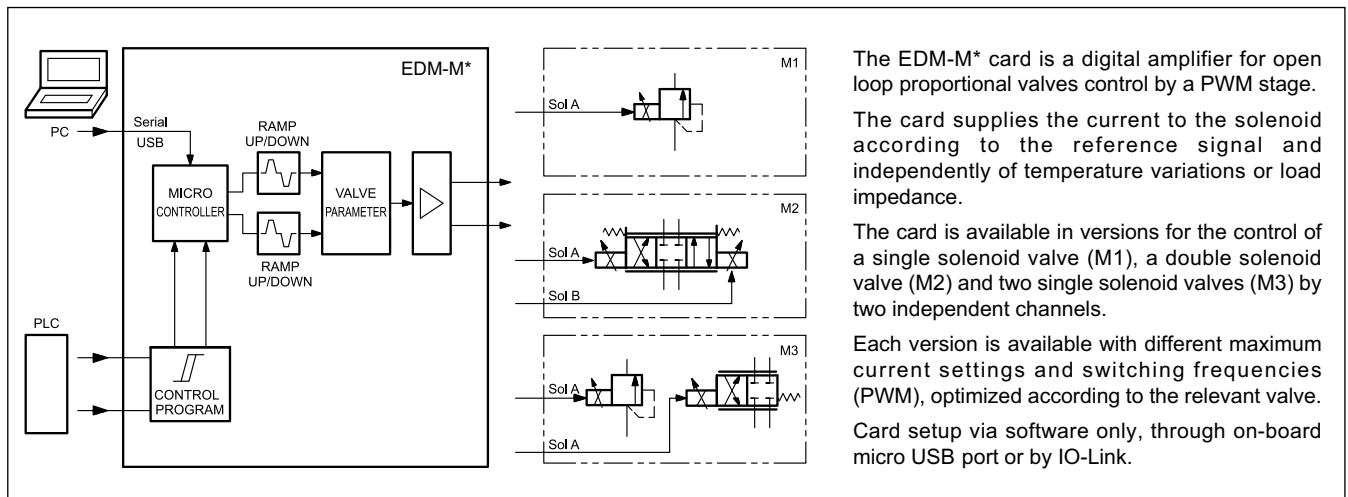 EDM-M*
PC
Serial
USB
RAMP
UP/DOWN
MICRO
CONTROLLER
VALVE
PARAMETER
RAMP
UP/DOWN
PLC
CONTROL
PROGRAM
M1
Sol A
M2
Sol A
Sol B
M3
Sol A
Sol A
The EDM-M* card is a digital amplifier for open
loop proportional valves control by a PWM stage.
The card supplies the current to the solenoid
according to the reference signal and
independently of temperature variations or load
impedance.
The card is available in versions for the control of
a single solenoid valve (M1), a double solenoid
valve (M2) and two single solenoid valves (M3) by
two independent channels.
Each version is available with different maximum
current settings and switching frequencies
(PWM), optimized according to the relevant valve.
Card setup via software only, through on-board
micro USB port or by IO-Link.